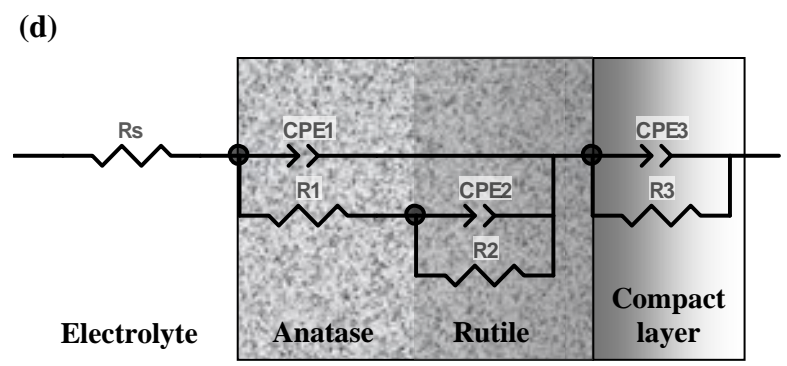 (d)
Rs
CPE1
CPE3
R1
CPE2
R3
R2
Electrolyte
Anatase
Rutile
Compact
layer